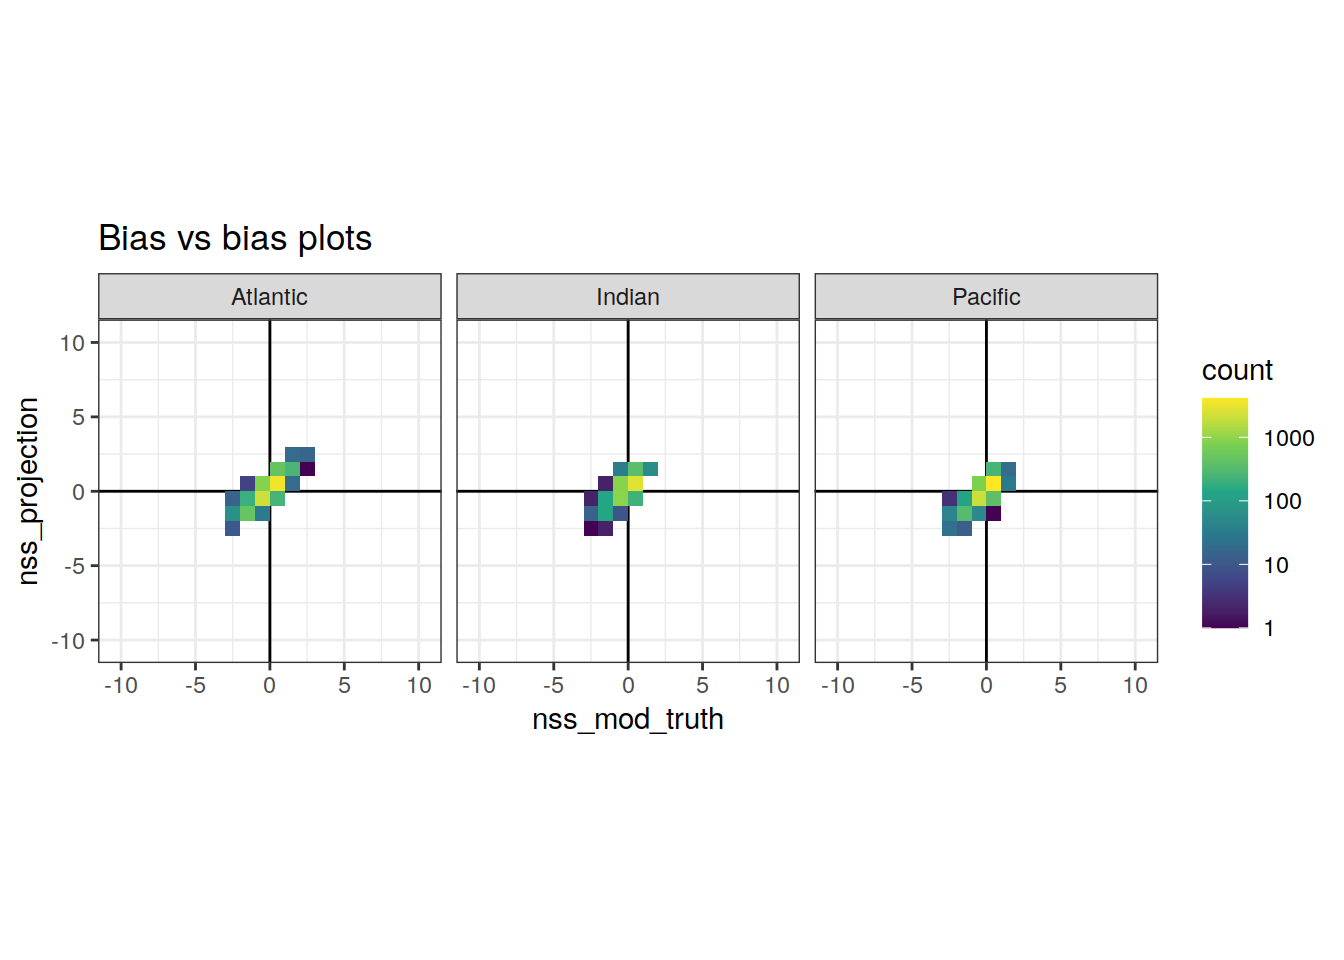 Bias vs bias plots
Atlantic Indian Pacific
10
5
0
-5
-10
nss_projection
-10 -5 0 5 10 -10 -5 0 5 10 -10 -5 0 5 10
nss_mod_truth
count
1000
100
10
1